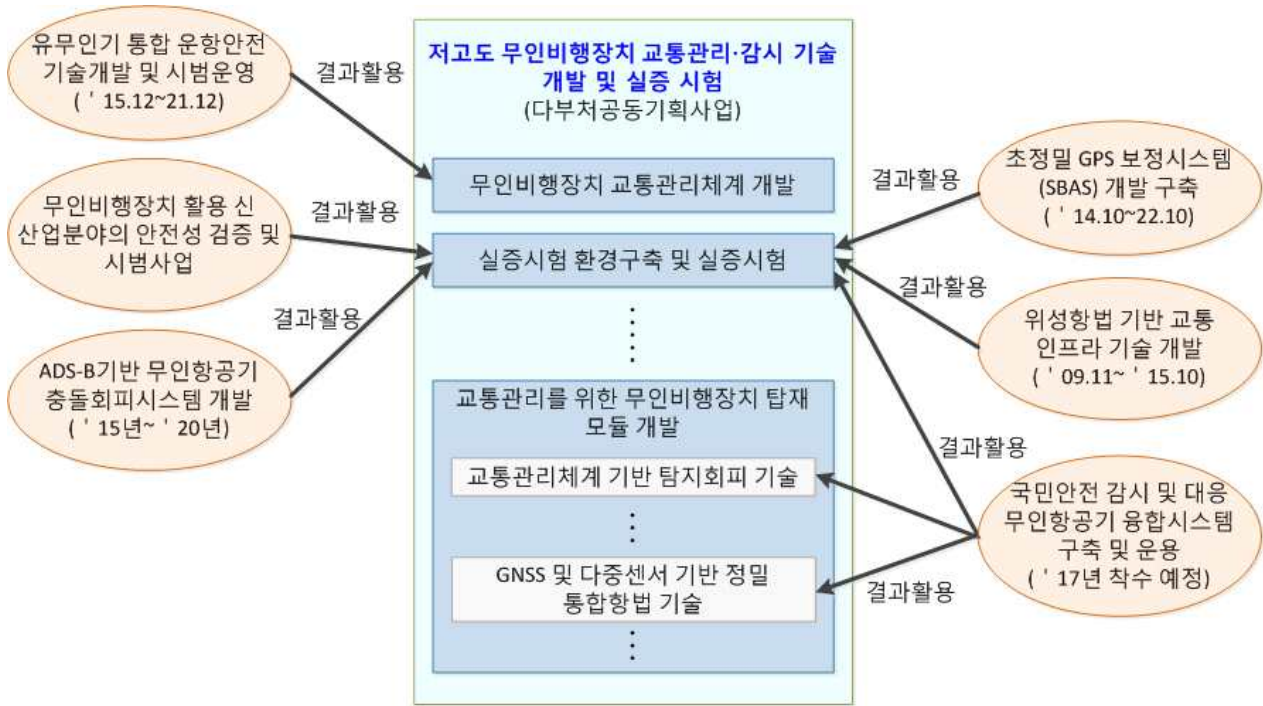 유무인기 통합 운항안전
기술개발 및 시범운영
( ' 15.12~21.12)
결과활용
무인비행장치 활용 신
산업분야의 안전성 검증 및
시범사업
결과활용
ADS-B기반 무인항공기
충돌회피시스템 개발
( ' 15년~ ' 20년)
결과활용
저고도 무인비행장치 교통관리·감시 기술
개발 및 실증 시험
(다부처공동기획사업)
무인비행장치 교통관리체계 개발
실증시험 환경구축 및 실증시험
교통관리를 위한 무인비행장치 탑재
모듈 개발
교통관리체계 기반 탐지회피 기술
GNSS 및 다중센서 기반 정밀
통합항법 기술
초정밀 GPS 보정시스템
(SBAS) 개발 구축
( ' 14.10~22.10)
결과활용
위성항법 기반 교통
인프라 기술 개발
( ' 09.11~ ' 15.10)
결과활용
국민안전 감시 및 대응
무인항공기 융합시스템
구축 및 운용
( ' 17년 착수 예정)
결과활용
결과활용